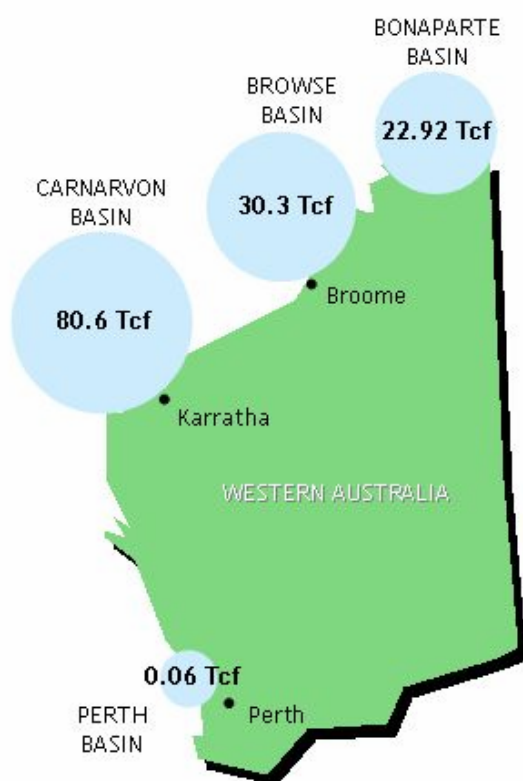 BONAPARTE
BASIN
22.92 Tcf
BROWSE
BASIN
30.3 Tcf
CARNARVON
BASIN
80.6 Tcf
Broome
Karratha
WESTERN AUSTRALIA
0.06 Tcf
Perth
PERTH
BASIN